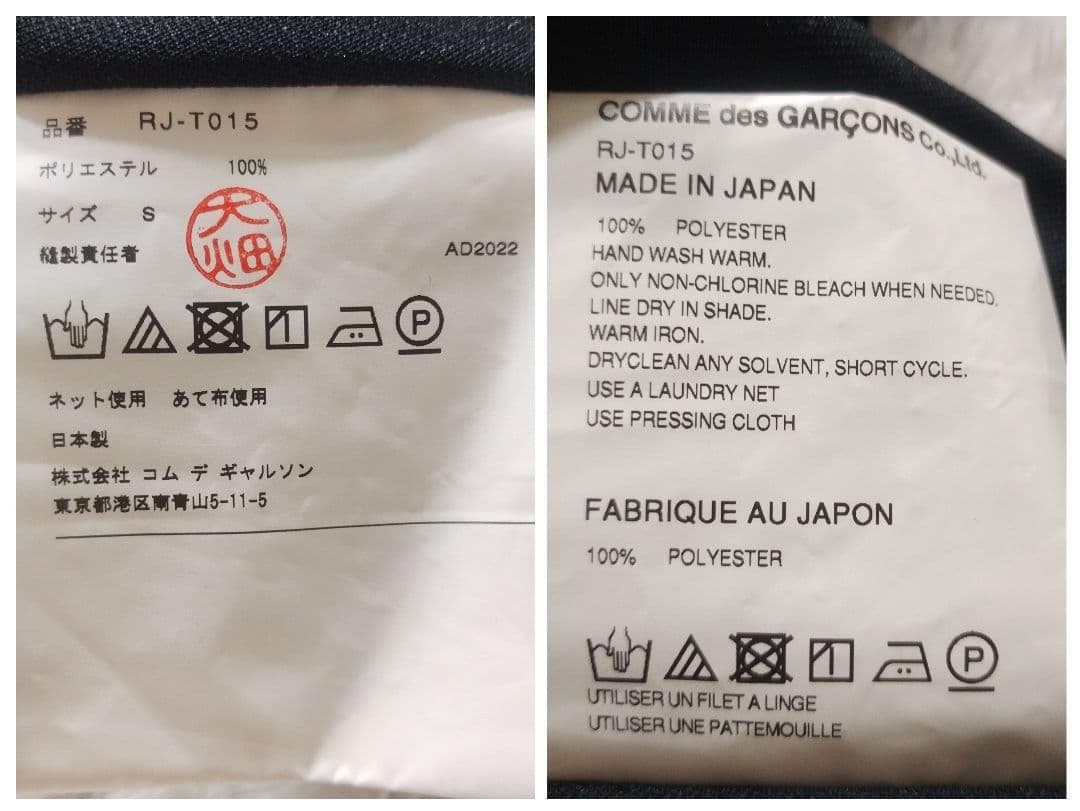 品番 RJ-T015
ポリエステル 100%
サイズ S
大畑
縫製責任者
AD2022
ネット使用 あて布使用
日本製
株式会社 コム デ ギャルソン
東京都港区南青山5-11-5
COMME des GARÇONS Co.,Ltd.
RJ-T015
MADE IN JAPAN
100% POLYESTER
HAND WASH WARM.
ONLY NON-CHLORINE BLEACH WHEN NEEDED.
LINE DRY IN SHADE.
WARM IRON.
DRYCLEAN ANY SOLVENT, SHORT CYCLE.
USE A LAUNDRY NET
USE PRESSING CLOTH
FABRIQUE AU JAPON
100% POLYESTER
P
UTILISER UN FILET A LINGE
UTILISER UNE PATTEMOUILLE